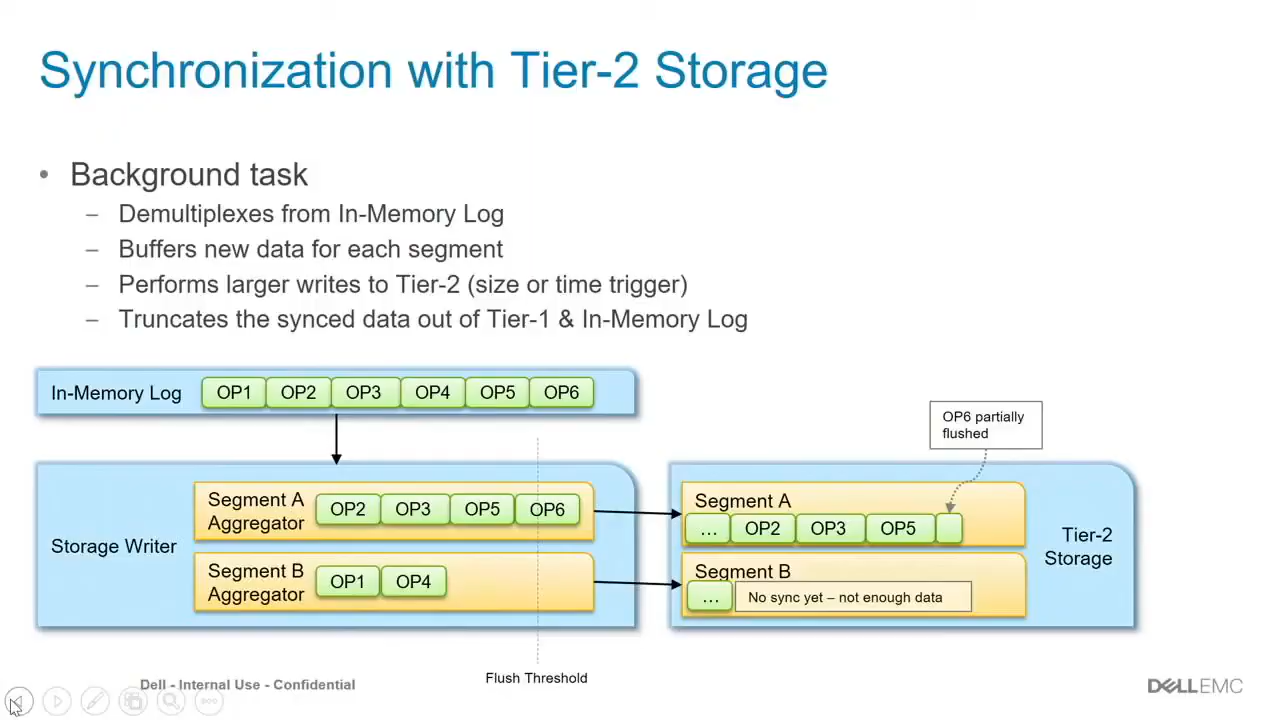 Synchronization with Tier-2 Storage
• Background task
– Demultiplexes from In-Memory Log
– Buffers new data for each segment
– Performs larger writes to Tier-2 (size or time trigger)
– Truncates the synced data out of Tier-1 & In-Memory Log
In-Memory Log OP1 OP2 OP3 OP4 OP5 OP6
OP6 partially
flushed
Storage Writer
Segment A
Aggregator
OP2 OP3 OP5 OP6
Segment B
Aggregator
OP1 OP4
Segment A
... OP2 OP3 OP5
Segment B
... No sync yet – not enough data
Tier-2
Storage
Flush Threshold
Dell - Internal Use - Confidential
DELLEMC